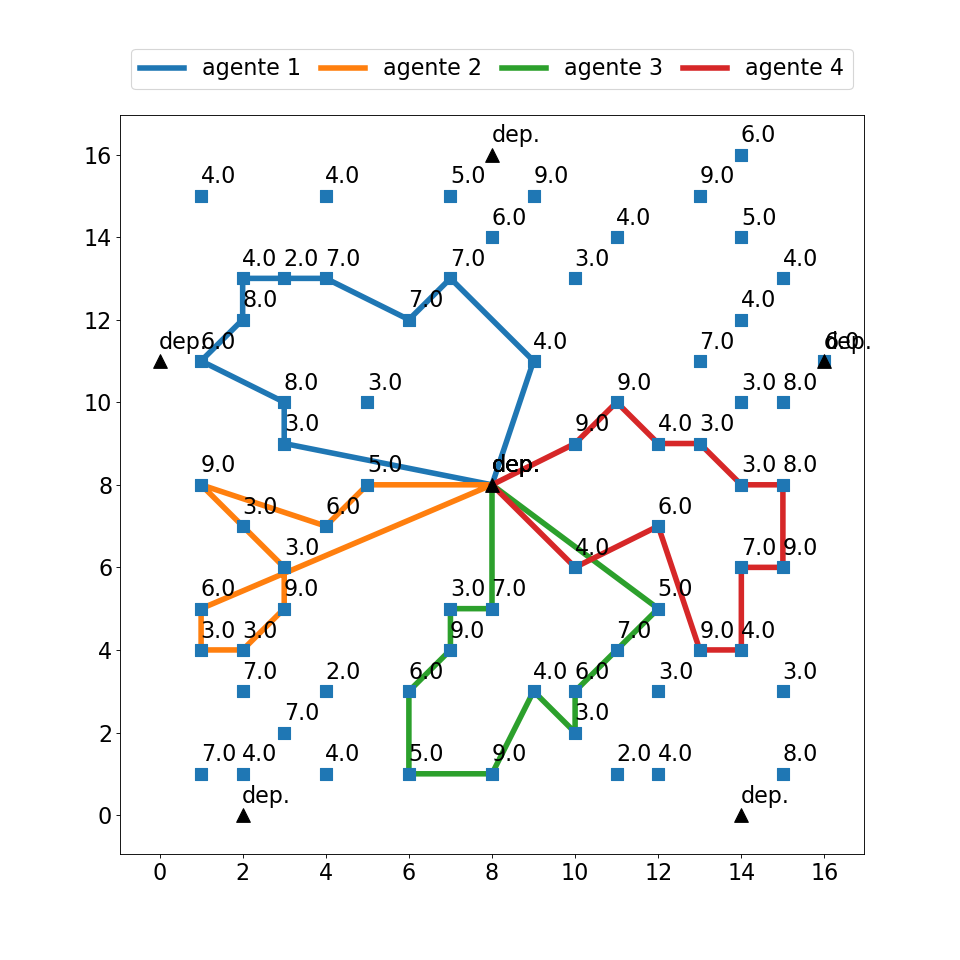 agente 1 agente 2 agente 3 agente 4
dep. 6.0
16
4.0 4.0 5.0 9.0 9.0
6.0 4.0 5.0
14
4.0 2.0 7.0 7.0 3.0 4.0
8.0 7.0 4.0
12
dep. 6.0 4.0 7.0 6.0 dep.
8.0 3.0 9.0 3.0 8.0
10
3.0 9.0 4.0 3.0
9.0 5.0 dep. 3.0 8.0
8
3.0 6.0 6.0
3.0 4.0 7.0 9.0
6
6.0 9.0 3.0 7.0 5.0
3.0 3.0 9.0 7.0 9.0 4.0
4
7.0 2.0 6.0 4.0 6.0 3.0 3.0
7.0 3.0
2
7.0 4.0 4.0 5.0 9.0 2.0 4.0 8.0
dep. dep.
0
0 2 4 6 8 10 12 14 16